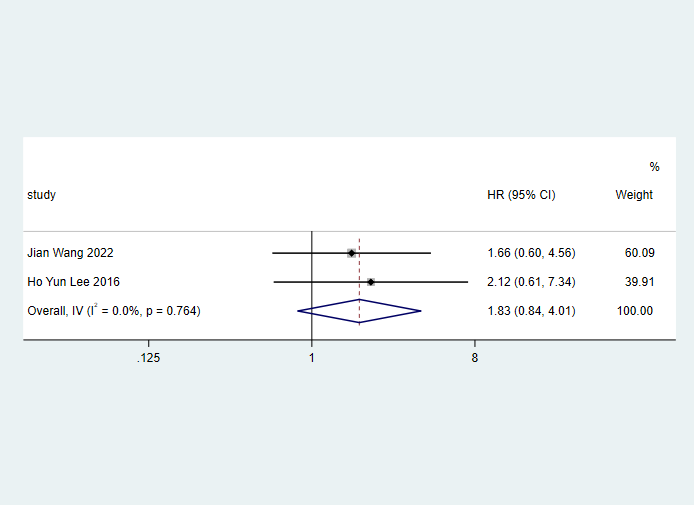 %
study HR (95% CI) Weight
Jian Wang 2022 1.66 (0.60, 4.56) 60.09
Ho Yun Lee 2016 2.12 (0.61, 7.34) 39.91
Overall, IV (I² = 0.0%, p = 0.764) 1.83 (0.84, 4.01) 100.00
.125 1 8